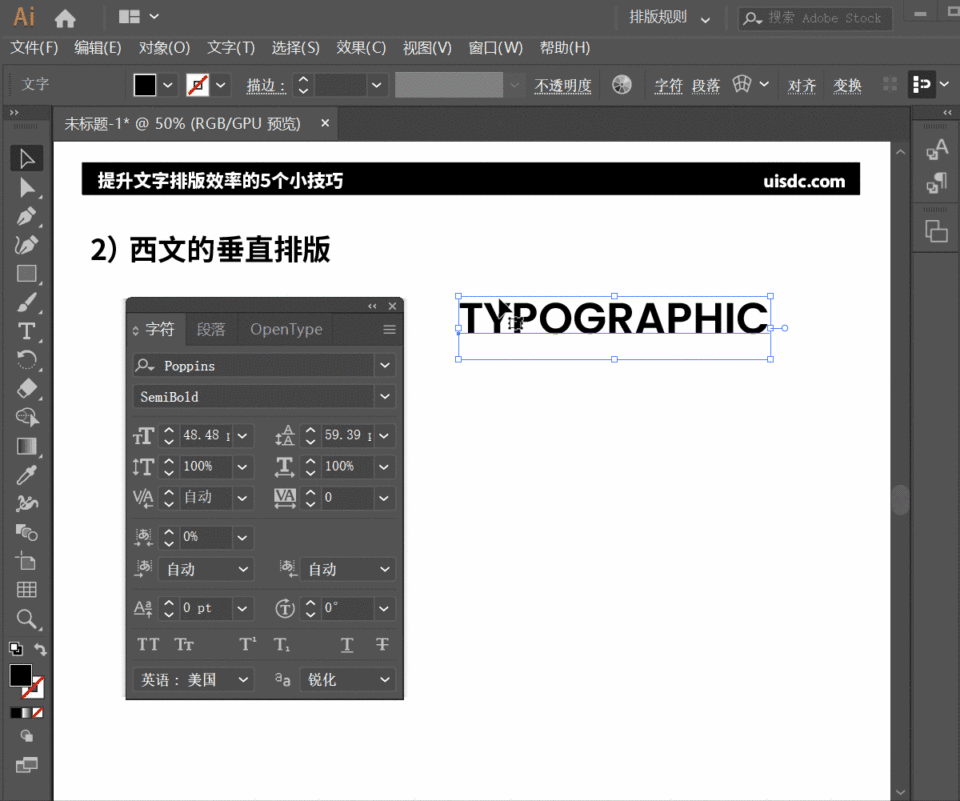 Ai
排版规则
搜索 Adobe Stock
文件(F) 编辑(E) 对象(O) 文字(T) 选择(S) 效果(C) 视图(V) 窗口(W) 帮助(H)
文字
描边：
不透明度
字符
段落
对齐
变换
未标题-1* @ 50% (RGB/GPU 预览) ×
提升文字排版效率的5个小技巧
uisdc.com
2）西文的垂直排版
TYPOGRAPHIC
字符 段落 OpenType
Poppins
SemiBold
48.48
59.39
100%
100%
自动
0
0%
自动
自动
0 pt
0°
英语：美国
锐化